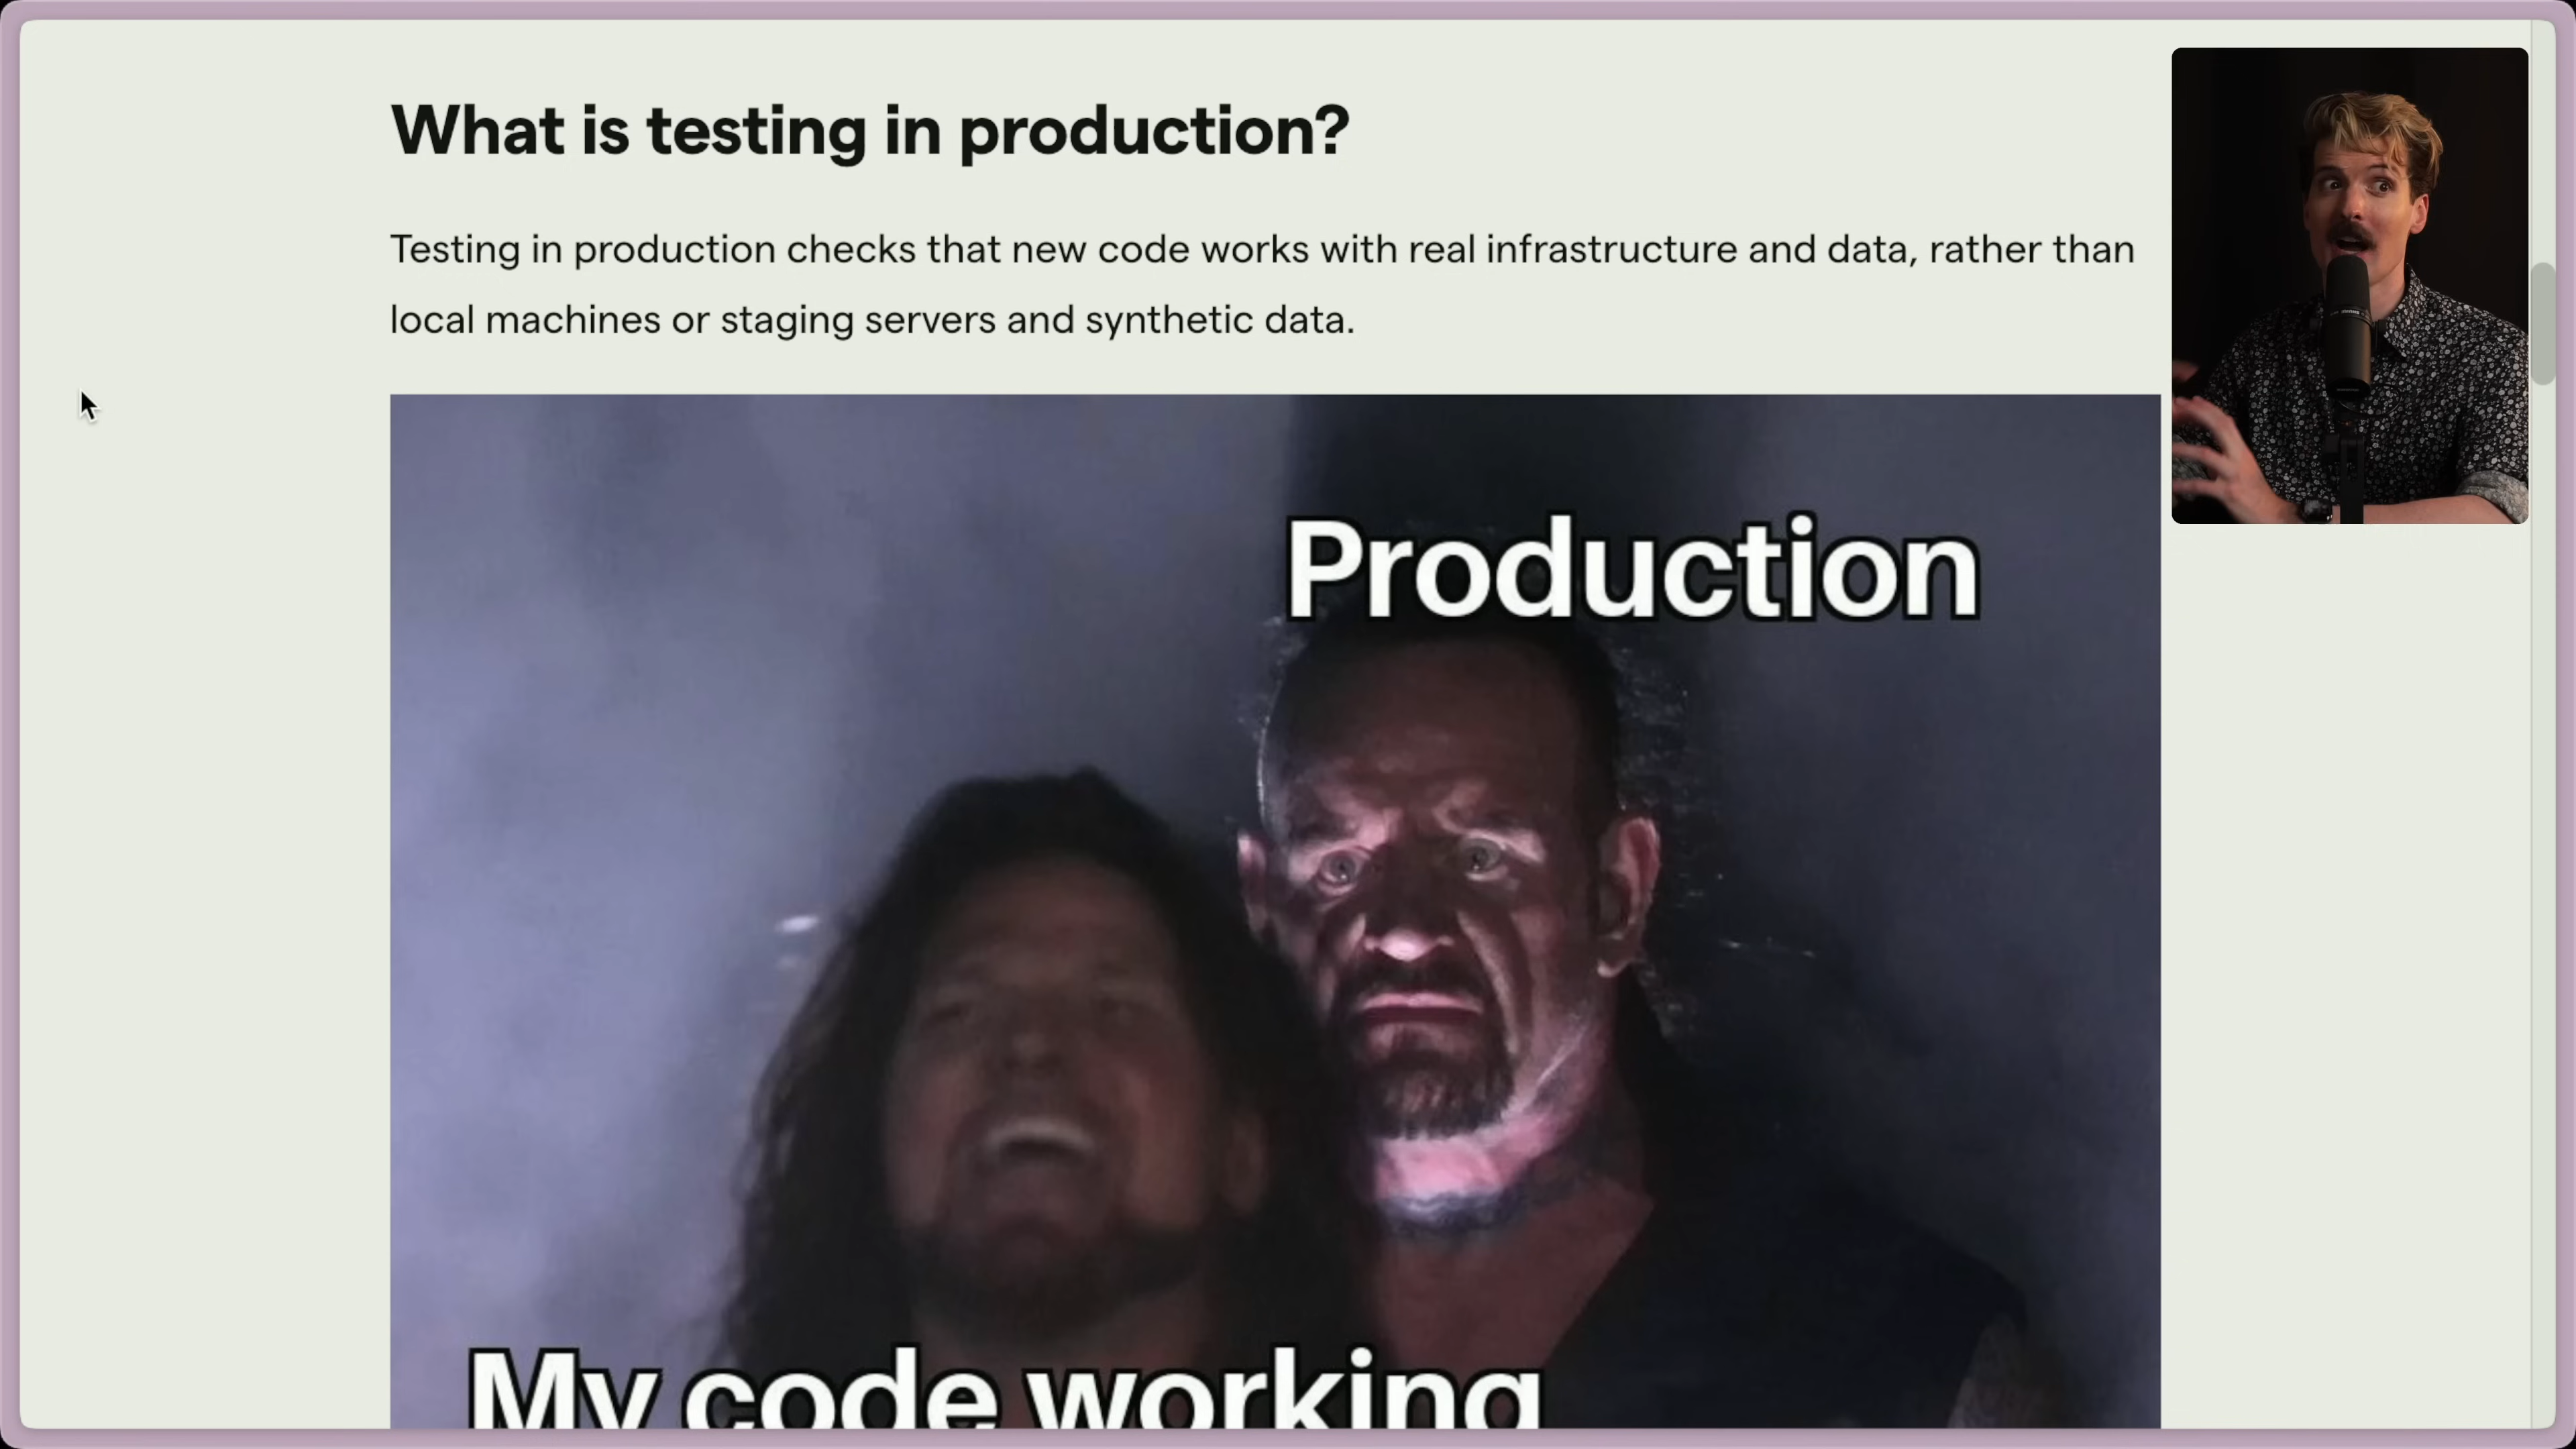 What is testing in production?
Testing in production checks that new code works with real infrastructure and data, rather than
local machines or staging servers and synthetic data.
Production
My code working